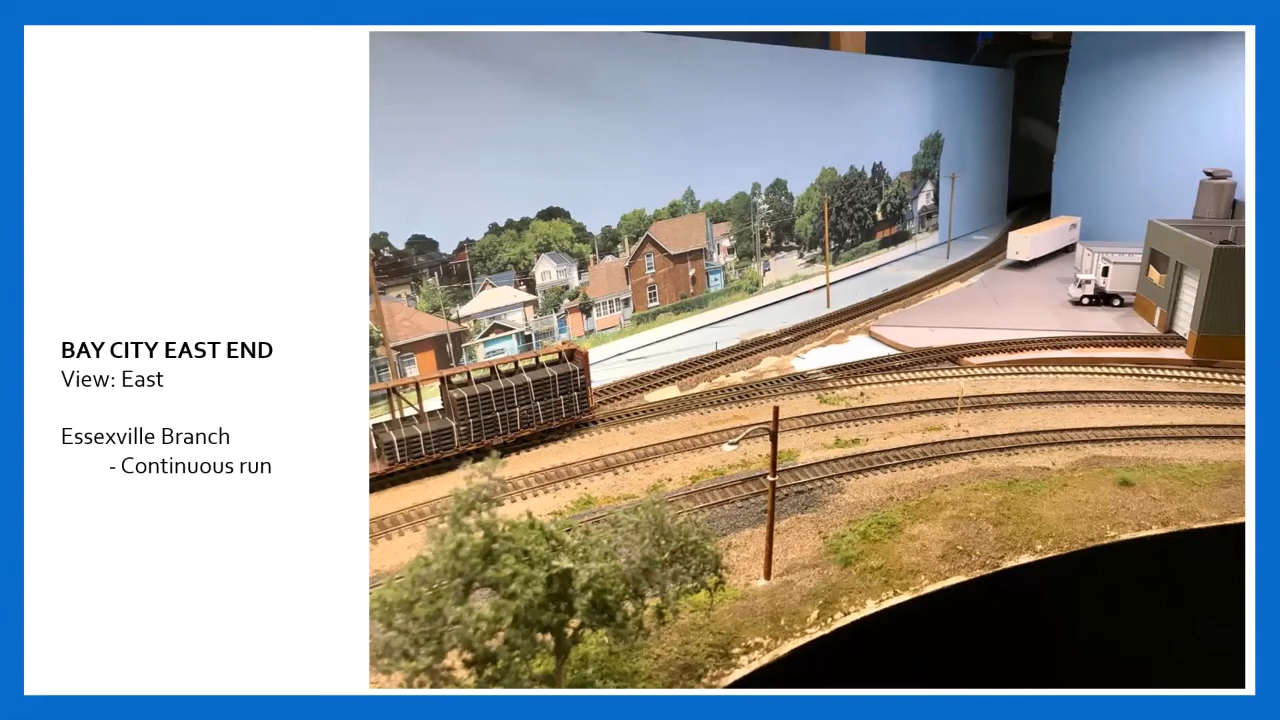 BAY CITY EAST END
View: East
Essexville Branch
- Continuous run